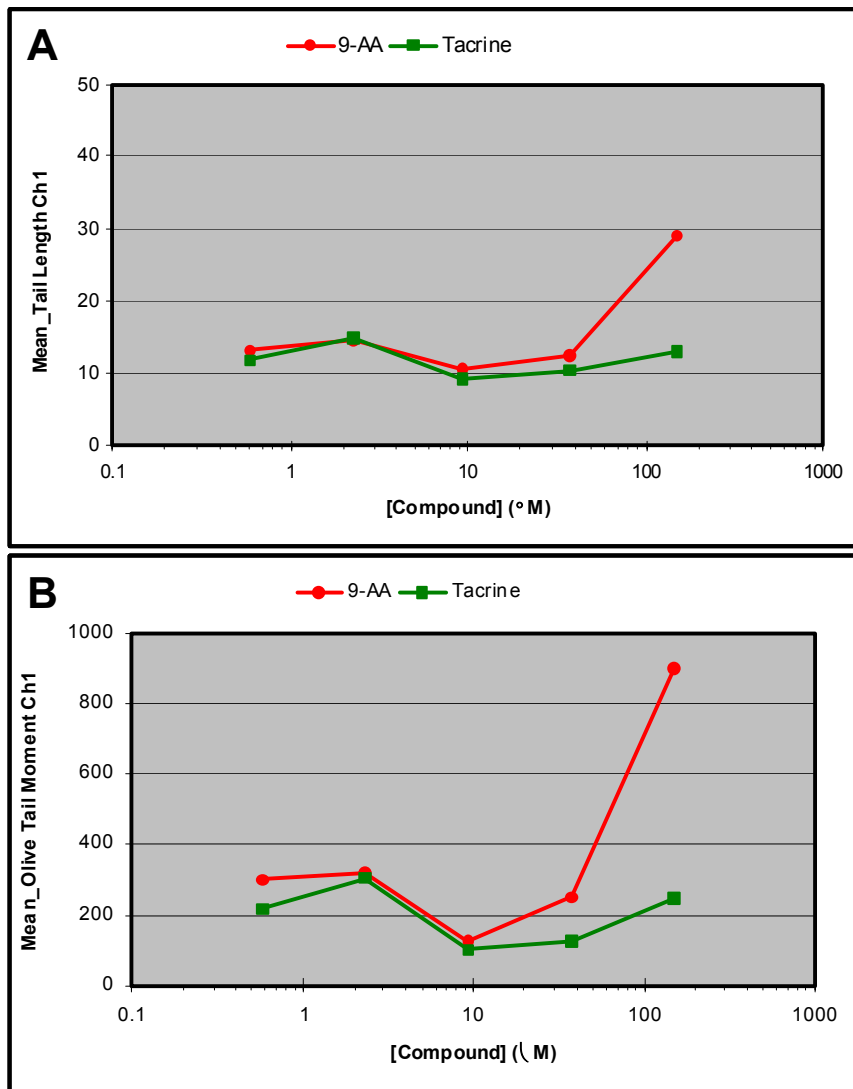 A
9-AA Tacrine
50
40
30
20
10
0
Mean_Tail Length Ch1
0.1 1 10 100 1000
[Compound] (°M)
B
9-AA Tacrine
1000
800
600
400
200
0
Mean_Olive Tail Moment Ch1
0.1 1 10 100 1000
[Compound] (⎝M)